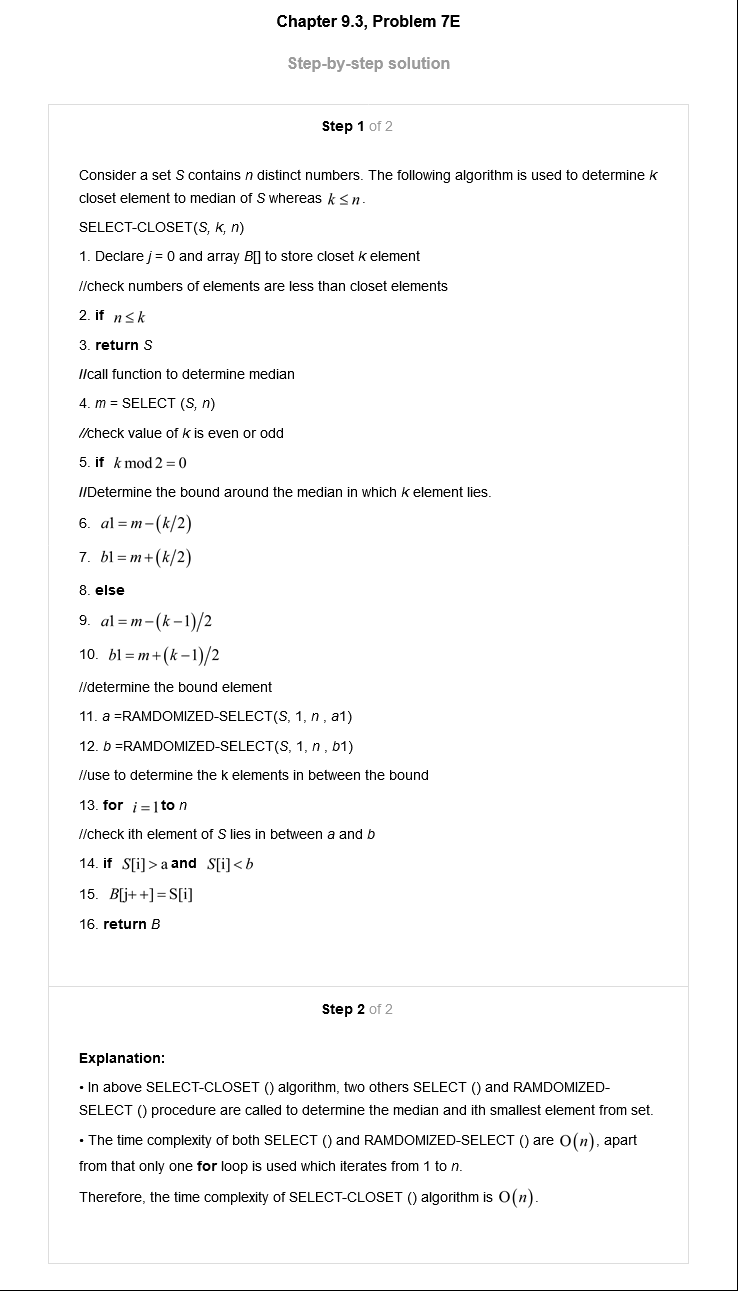 Chapter 9.3, Problem 7E
Step-by-step solution
Step 1 of 2
Consider a set S contains n distinct numbers. The following algorithm is used to determine k
closet element to median of S whereas k ≤ n.
SELECT-CLOSET(S, k, n)
1. Declare j = 0 and array B[] to store closet k element
//check numbers of elements are less than closet elements
2. if n ≤ k
3. return S
//call function to determine median
4. m = SELECT (S, n)
//check value of k is even or odd
5. if k mod 2 = 0
//Determine the bound around the median in which k element lies.
6. a1 = m − (k/2)
7. b1 = m + (k/2)
8. else
9. a1 = m − (k − 1)/2
10. b1 = m + (k − 1)/2
//determine the bound element
11. a =RAMDOMIZED-SELECT(S, 1, n , a1)
12. b =RAMDOMIZED-SELECT(S, 1, n , b1)
//use to determine the k elements in between the bound
13. for i = 1 to n
//check ith element of S lies in between a and b
14. if S[i] > a and S[i] < b
15. B[j++] = S[i]
16. return B
Step 2 of 2
Explanation:
• In above SELECT-CLOSET () algorithm, two others SELECT () and RAMDOMIZED-
SELECT () procedure are called to determine the median and ith smallest element from set.
• The time complexity of both SELECT () and RAMDOMIZED-SELECT () are O(n), apart
from that only one for loop is used which iterates from 1 to n.
Therefore, the time complexity of SELECT-CLOSET () algorithm is O(n).